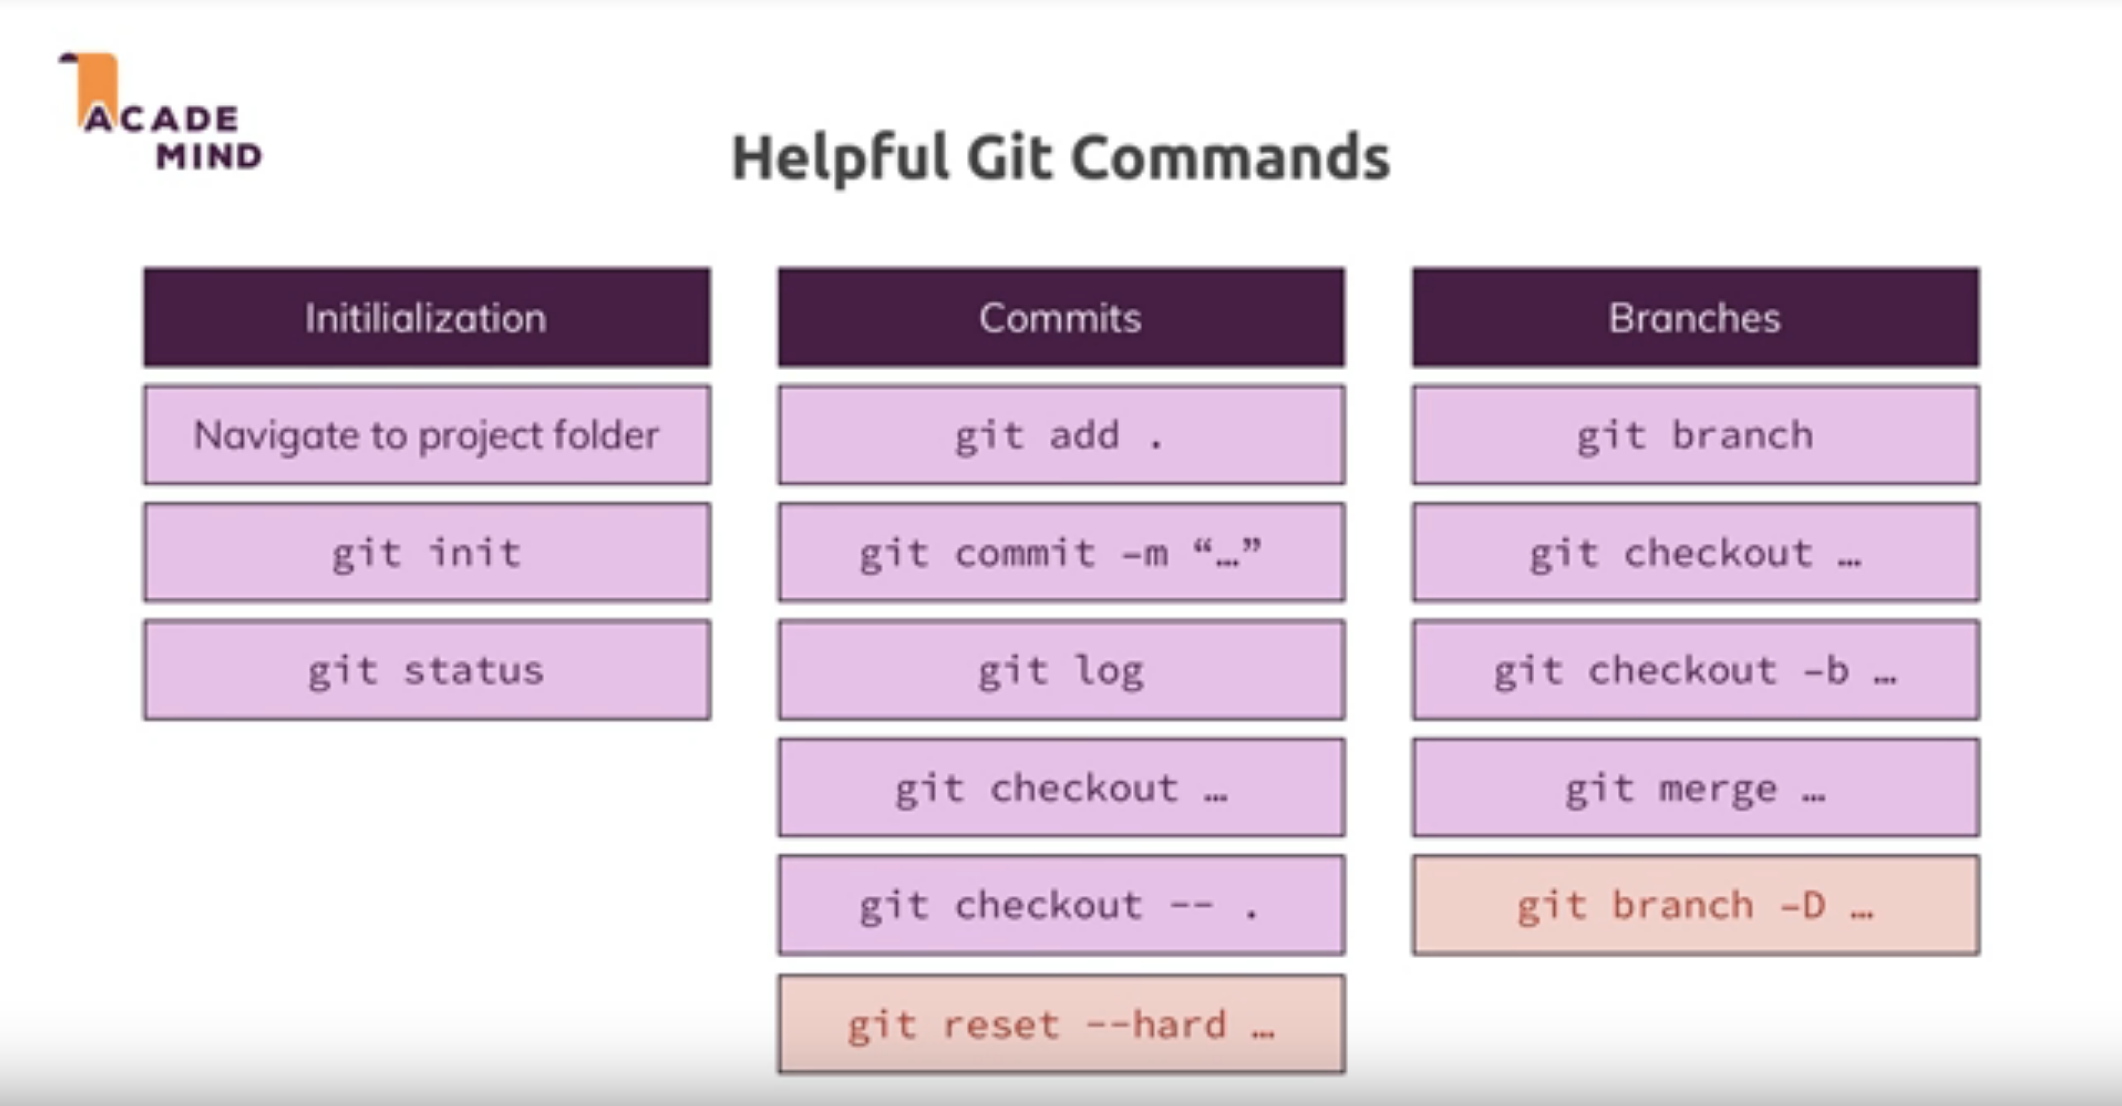 ACADE
MIND
Helpful Git Commands
Initilialization
Navigate to project folder
git init
git status
Commits
git add .
git commit –m “…”
git log
git checkout …
git checkout -- .
git reset --hard …
Branches
git branch
git checkout …
git checkout –b …
git merge …
git branch –D …